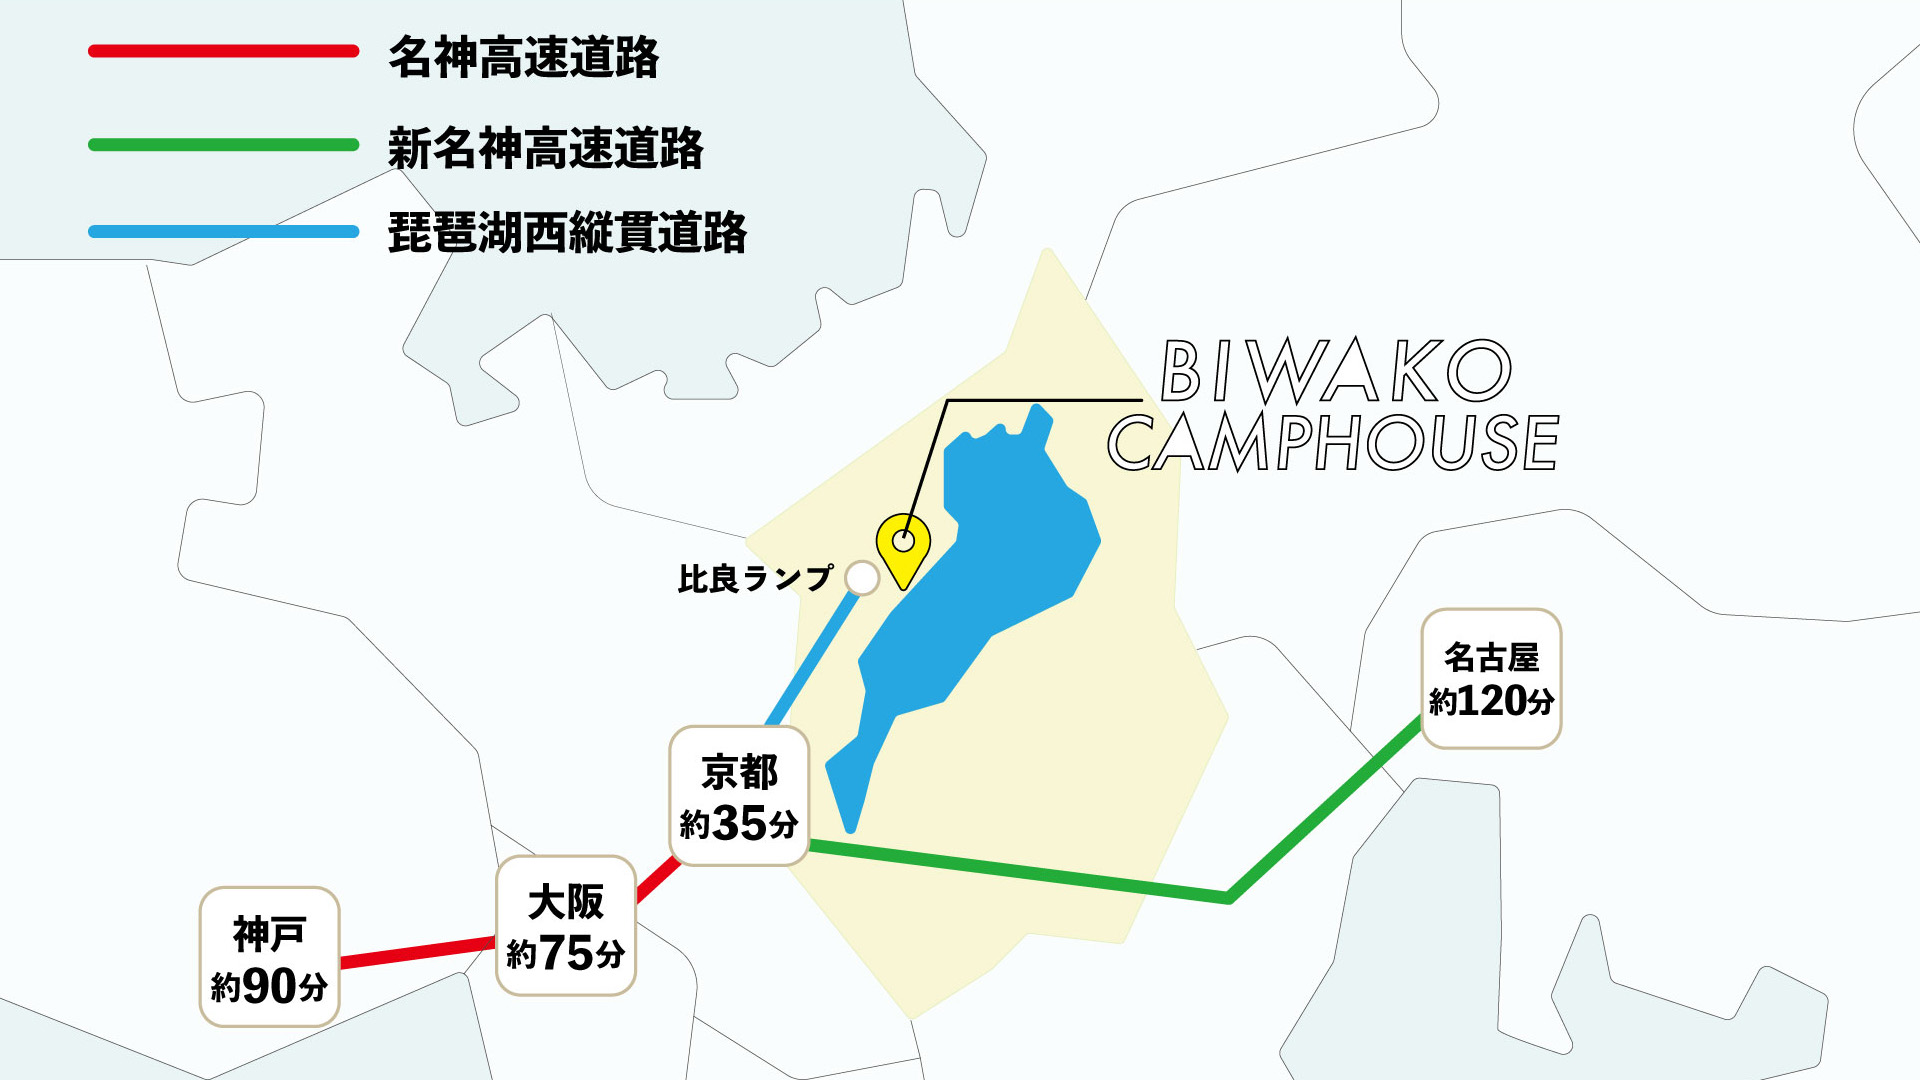 名神高速道路
新名神高速道路
琵琶湖西縦貫道路
BIWAKO
CAMPHOUSE
比良ランプ
名古屋
約120分
京都
約35分
大阪
約75分
神戸
約90分